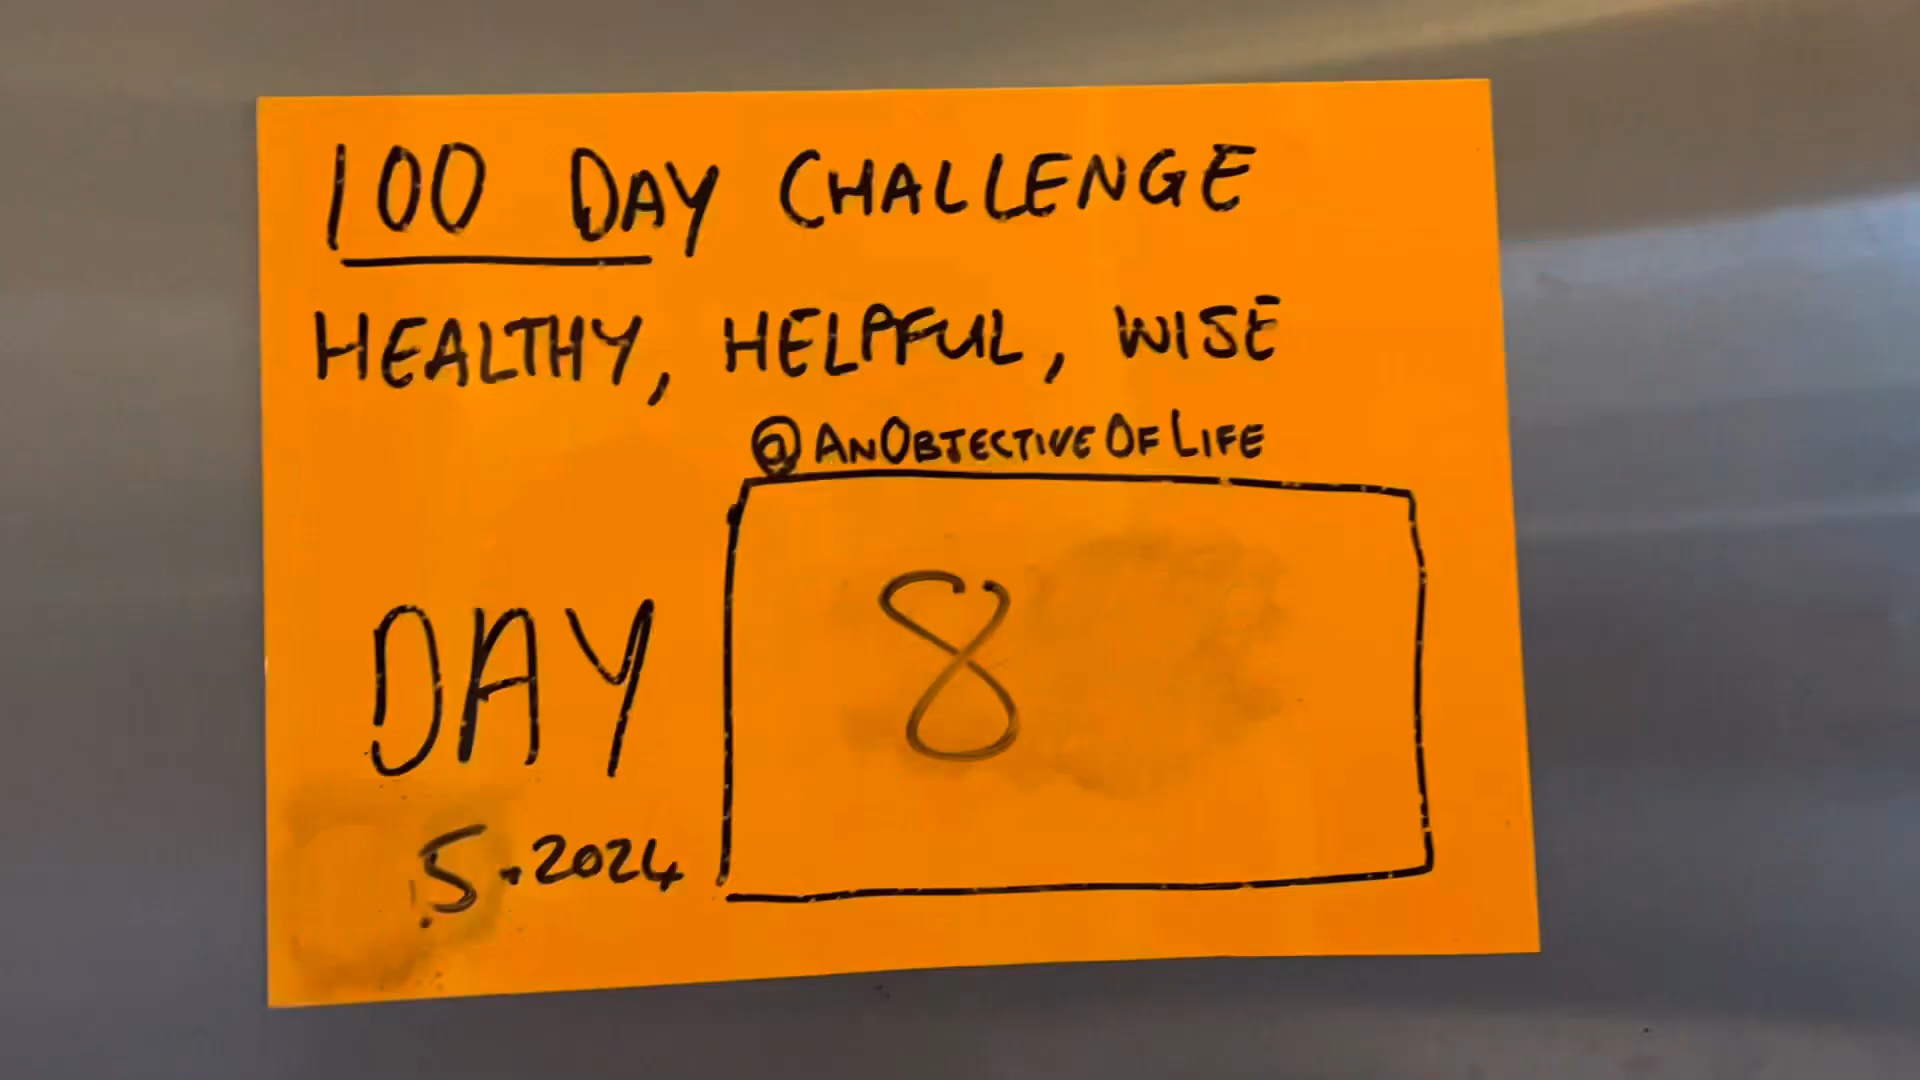 100 DAY CHALLENGE
HEALTHY, HELPFUL, WISE
@ANOBJECTIVEOFLIFE
DAY 8
.5.2024